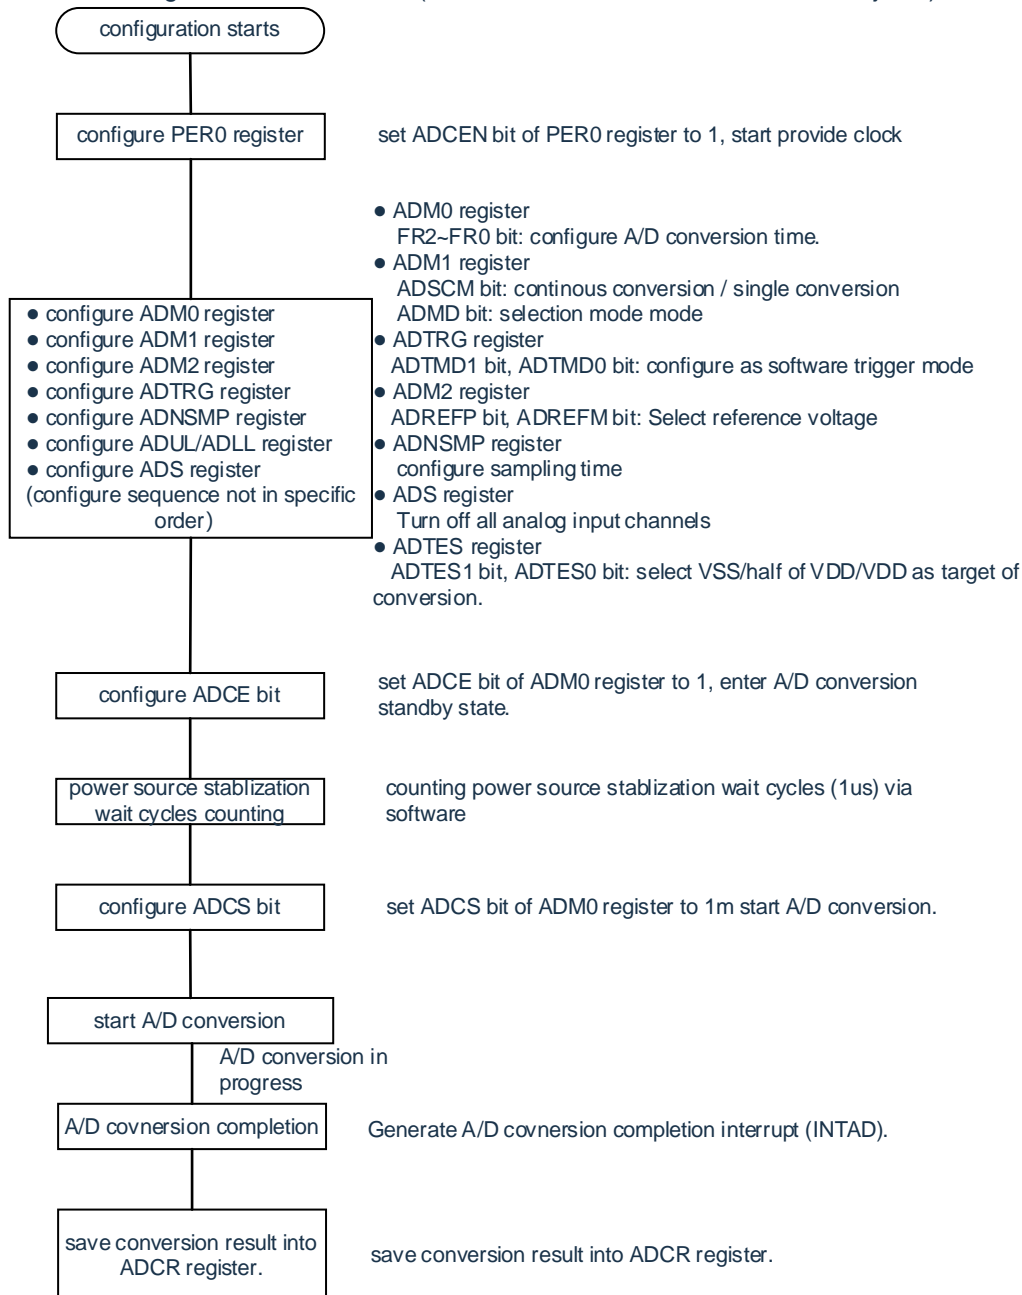 configuration starts
configure PER0 register
set ADCEN bit of PER0 register to 1, start provide clock
● configure ADM0 register
● configure ADM1 register
● configure ADM2 register
● configure ADTRG register
● configure ADNSMP register
● configure ADUL/ADLL register
● configure ADS register
(configure sequence not in specific
order)
● ADM0 register
FR2~FR0 bit: configure A/D conversion time.
● ADM1 register
ADSCM bit: continous conversion / single conversion
ADMD bit: selection mode mode
● ADTRG register
ADTMD1 bit, ADTMD0 bit: configure as software trigger mode
● ADM2 register
ADREFP bit, ADREFM bit: Select reference voltage
● ADNSMP register
configure sampling time
● ADS register
Turn off all analog input channels
● ADTES register
ADTES1 bit, ADTES0 bit: select VSS/half of VDD/VDD as target of
conversion.
configure ADCE bit
set ADCE bit of ADM0 register to 1, enter A/D conversion
standby state.
power source stablization
wait cycles counting
counting power source stablization wait cycles (1us) via
software
configure ADCS bit
set ADCS bit of ADM0 register to 1m start A/D conversion.
start A/D conversion
A/D conversion in
progress
A/D covnersion completion
Generate A/D covnersion completion interrupt (INTAD).
save conversion result into
ADCR register.
save conversion result into ADCR register.